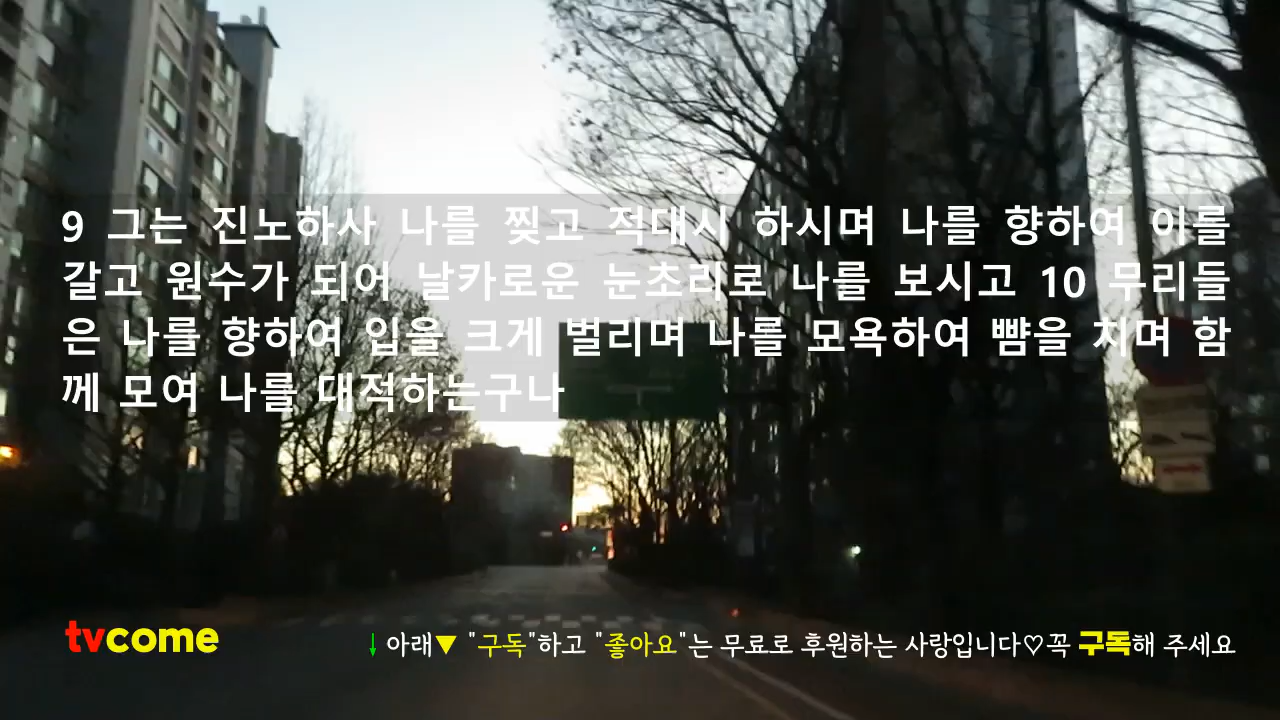 9 그는 진노하사 나를 찢고 적대시 하시며 나를 향하여 이를
갈고 원수가 되어 날카로운 눈초리로 나를 보시고 10 무리들
은 나를 향하여 입을 크게 벌리며 나를 모욕하여 뺨을 치며 함
께 모여 나를 대적하는구나
tvcome
↓아래▼ "구독"하고 "좋아요"는 무료로 후원하는 사랑입니다♡꼭 구독해 주세요